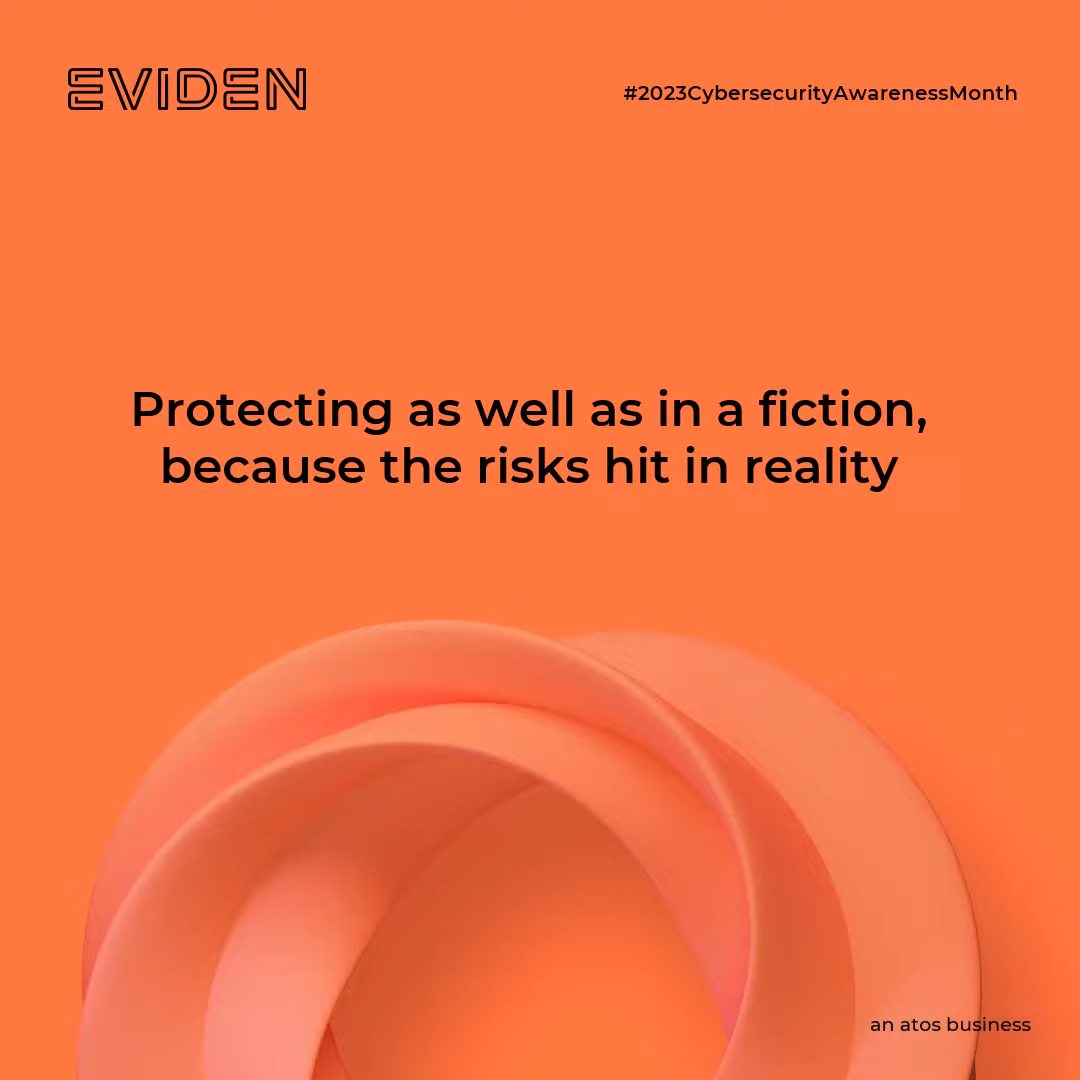 EVIDEN
#2023CybersecurityAwarenessMonth
Protecting as well as in a fiction,
because the risks hit in reality
an atos business